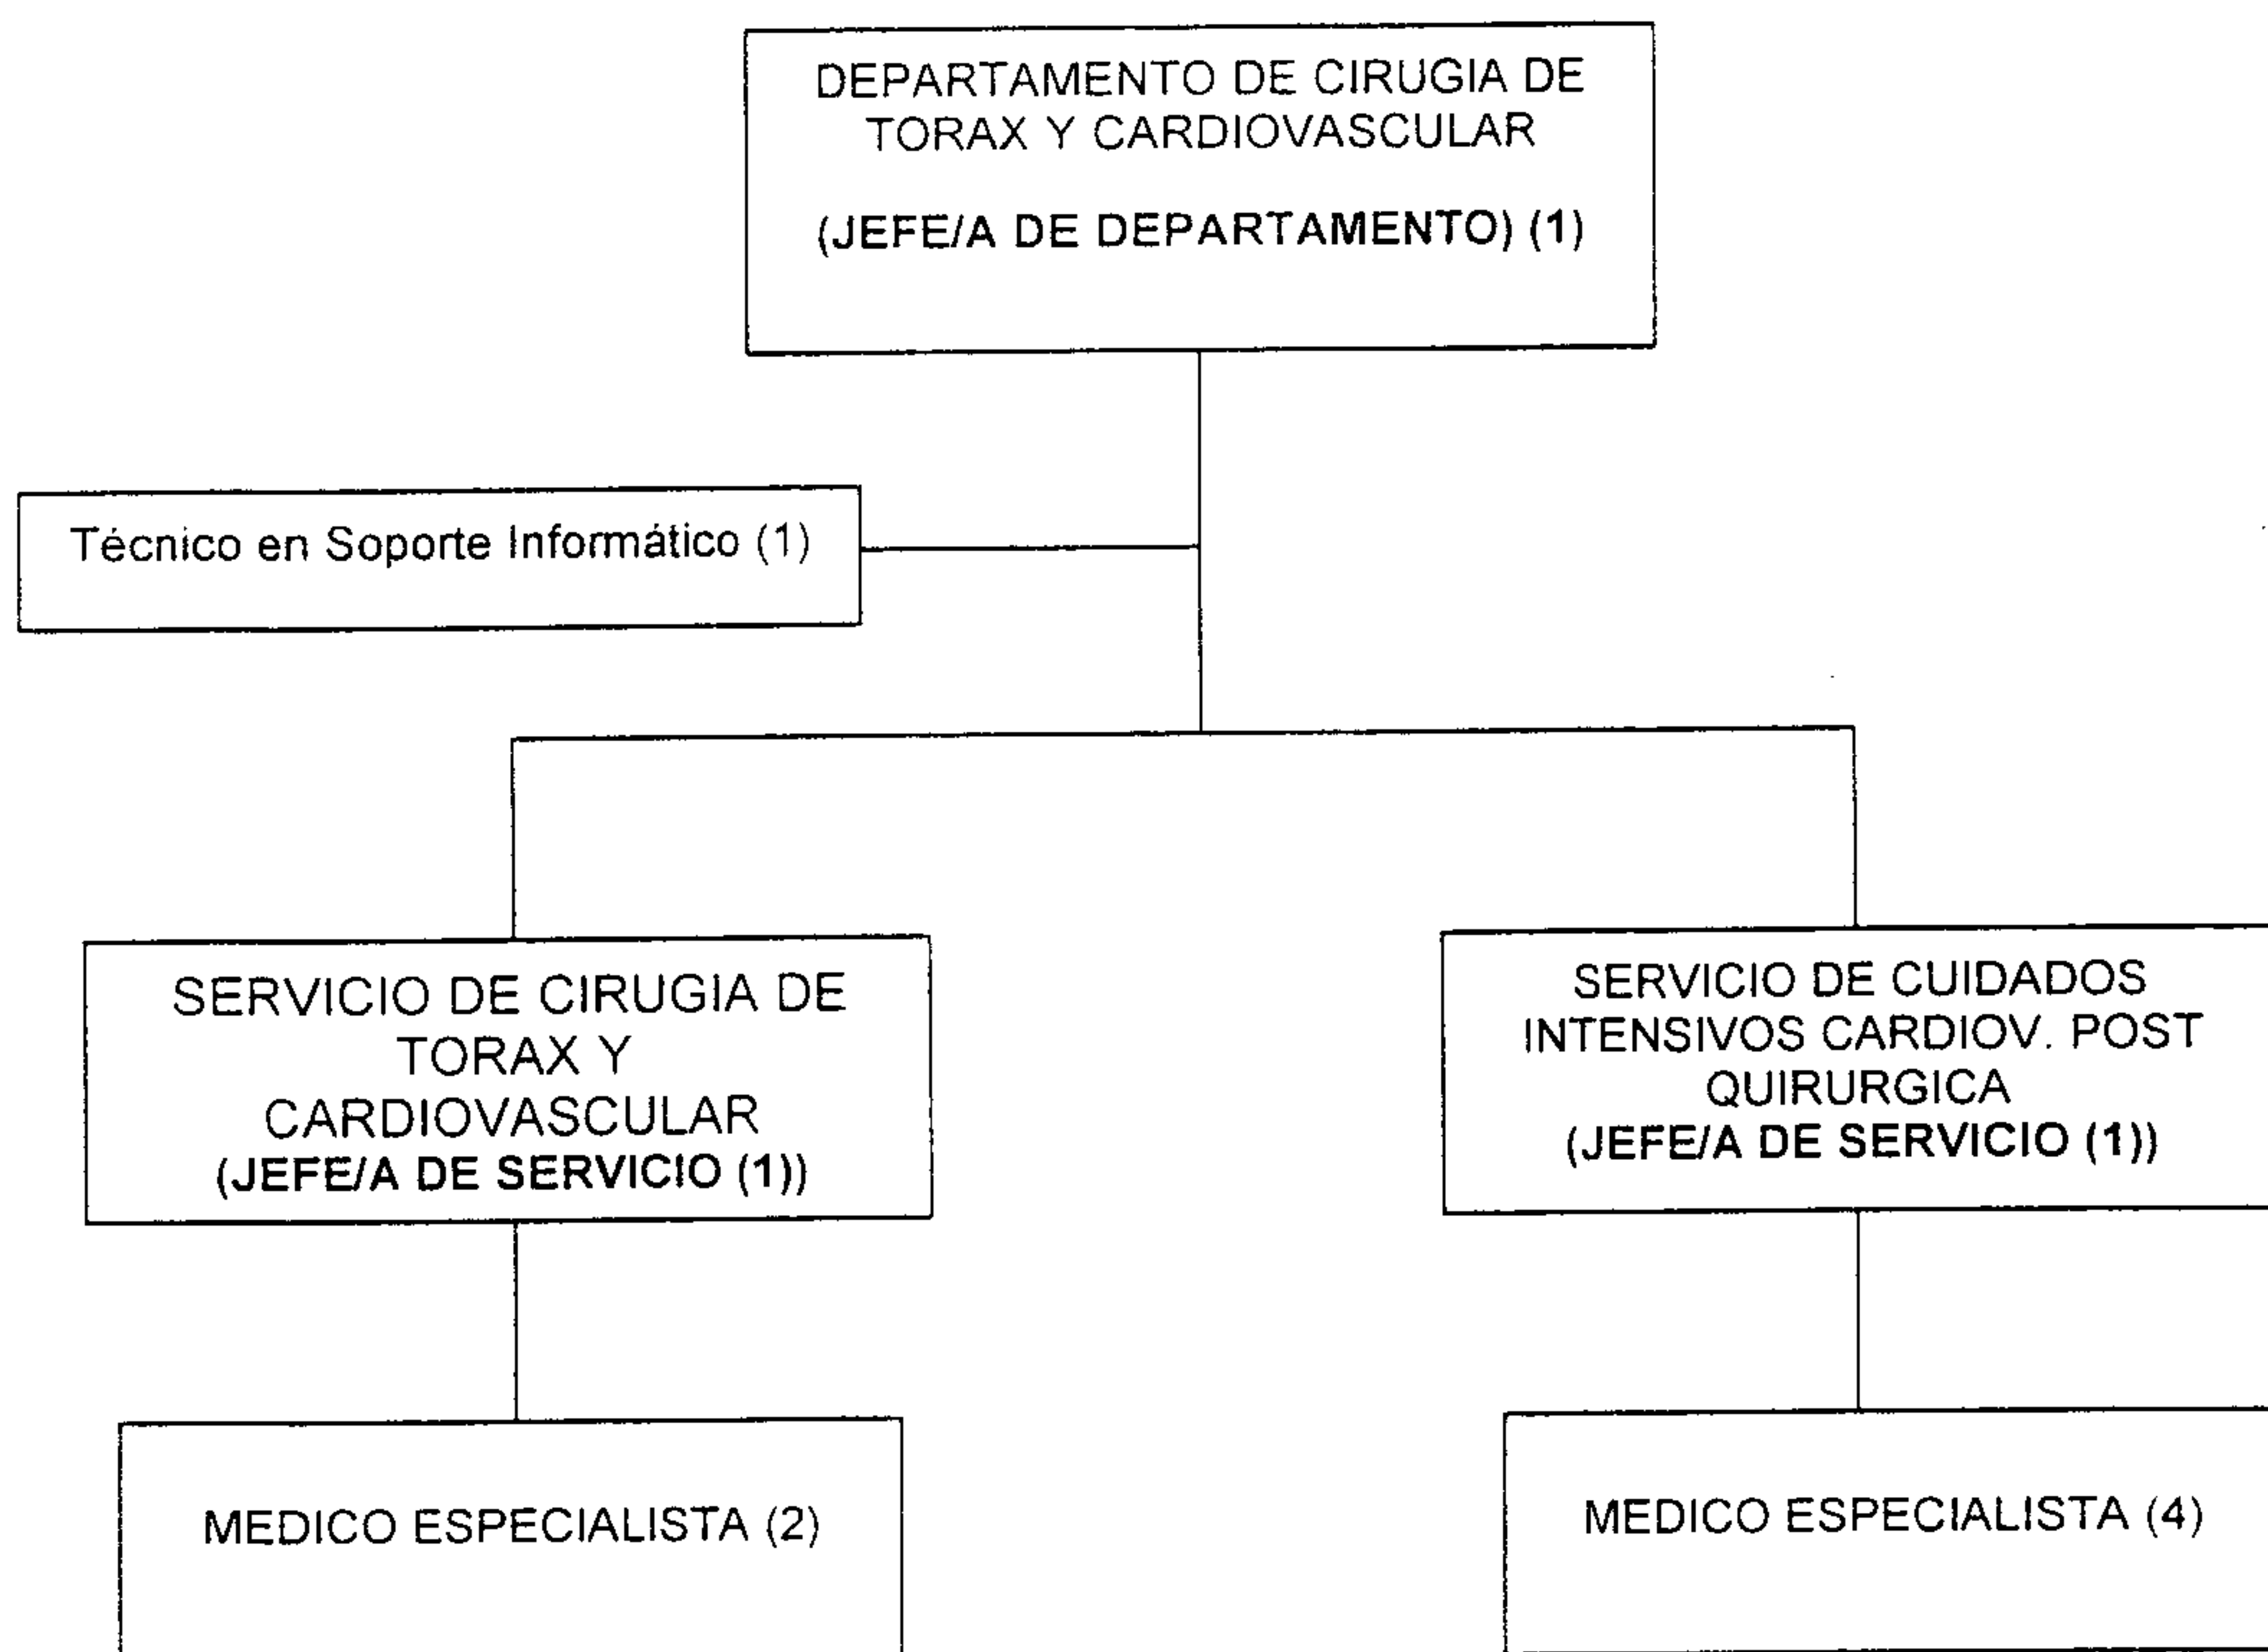 DEPARTAMENTO DE CIRUGIA DE
TORAX Y CARDIOVASCULAR
(JEFE/A DE DEPARTAMENTO) (1)
Técnico en Soporte Informático (1)
SERVICIO DE CIRUGIA DE
TORAX Y
CARDIOVASCULAR
(JEFE/A DE SERVICIO (1))
SERVICIO DE CUIDADOS
INTENSIVOS CARDIOV. POST
QUIRURGICA
(JEFE/A DE SERVICIO (1))
MEDICO ESPECIALISTA (2)
MEDICO ESPECIALISTA (4)